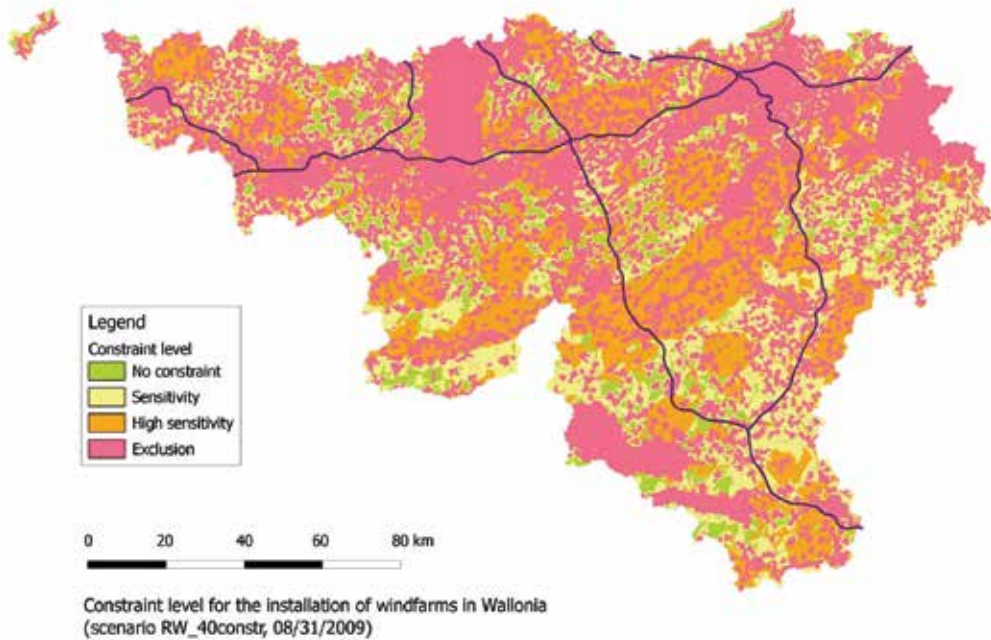 Legend
Constraint level
No constraint
Sensitivity
High sensitivity
Exclusion
0 20 40 60 80 km
Constraint level for the installation of windfarms in Wallonia
(scenario RW_40constr, 08/31/2009)